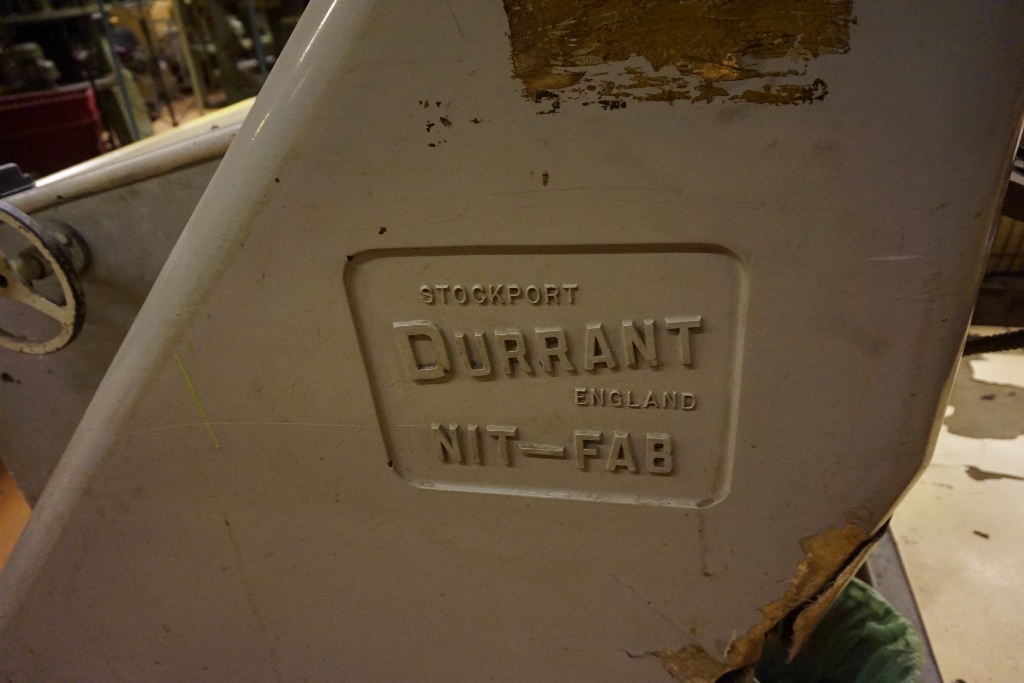 STOCKPORT
DURRANT
ENGLAND
NIT-FAB